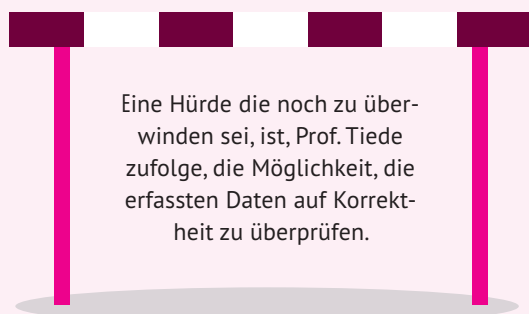 Eine Hürde die noch zu über-
winden sei, ist, Prof. Tiede
zufolge, die Möglichkeit, die
erfassten Daten auf Korrekt-
heit zu überprüfen.